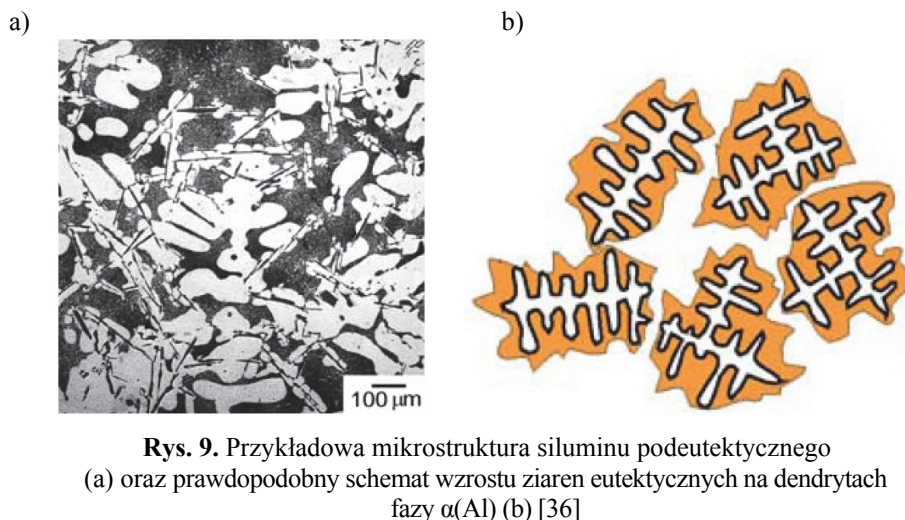 a)
b)
100 μm
Rys. 9. Przykładowa mikrostruktura siluminu podeutektycznego
(a) oraz prawdopodobny schemat wzrostu ziaren eutektycznych na dendrytach
fazy α(Al) (b) [36]